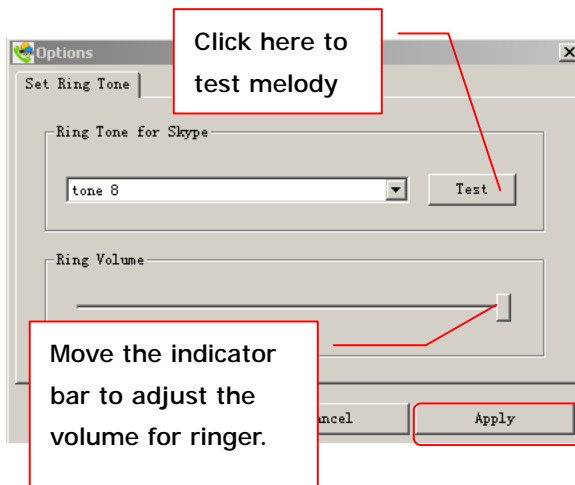 Options
Click here to
test melody
Set Ring Tone
Ring Tone for Skype
tone 8
Test
Ring Volume
Move the indicator
bar to adjust the
volume for ringer.
Apply